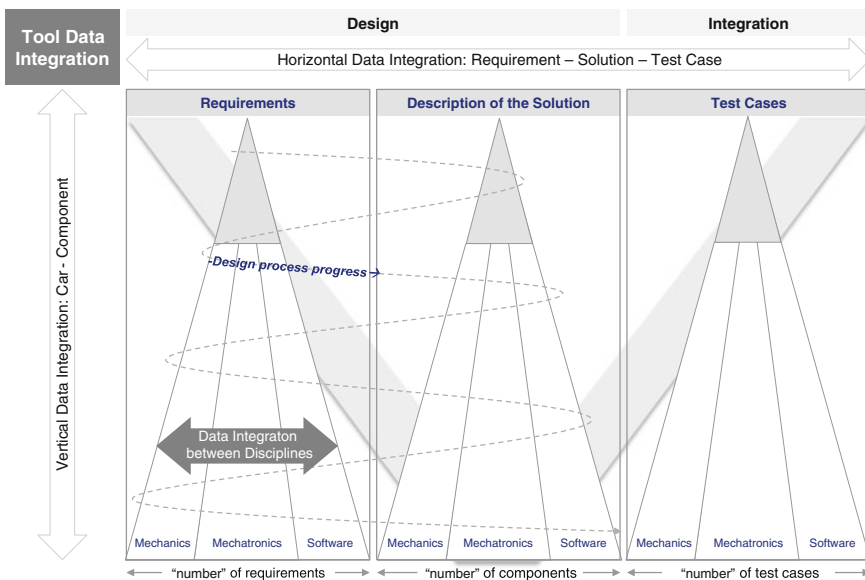 Tool Data
Integration
Design
Integration
Horizontal Data Integration: Requirement – Solution – Test Case
Vertical Data Integration: Car - Component
Requirements
Description of the Solution
Test Cases
-Design process progress→
Data Integraton
between Disciplines
Mechanics
Mechatronics
Software
Mechanics
Mechatronics
Software
Mechanics
Mechatronics
Software
“number” of requirements
“number” of components
“number” of test cases